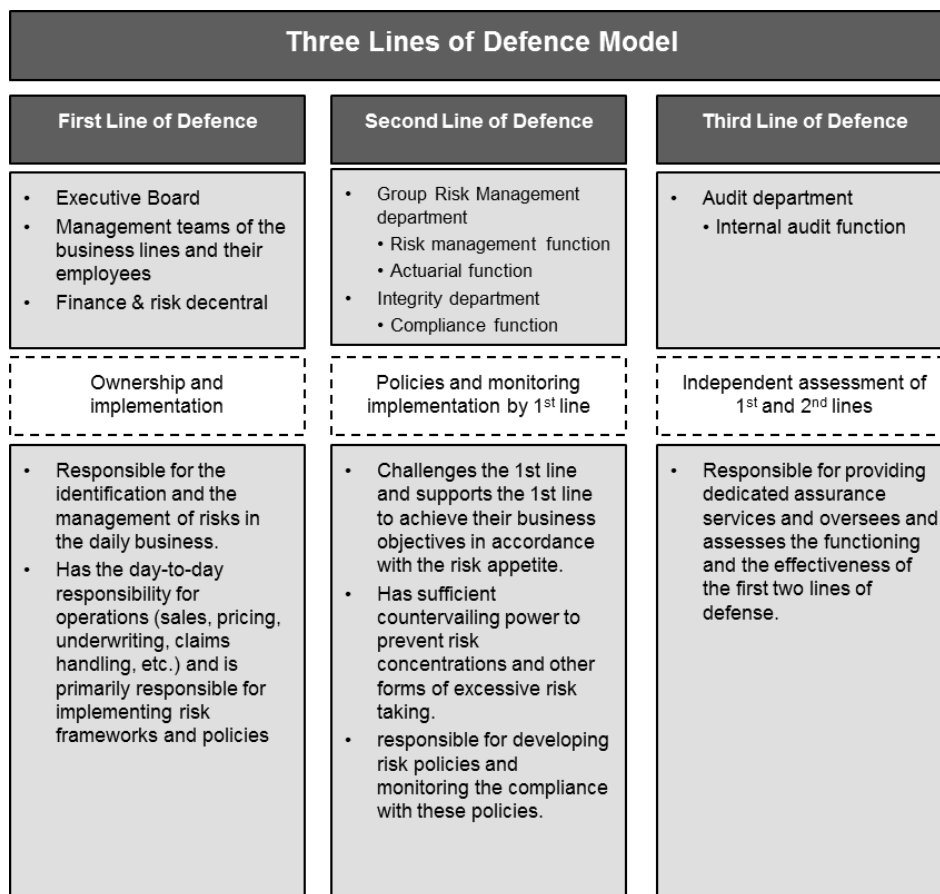 Three Lines of Defence Model
First Line of Defence
• Executive Board
• Management teams of the
business lines and their
employees
• Finance & risk decentral
Ownership and
implementation
• Responsible for the
identification and the
management of risks in
the daily business.
• Has the day-to-day
responsibility for
operations (sales, pricing,
underwriting, claims
handling, etc.) and is
primarily responsible for
implementing risk
frameworks and policies
Second Line of Defence
• Group Risk Management
department
• Risk management function
• Actuarial function
• Integrity department
• Compliance function
Policies and monitoring
implementation by 1st line
• Challenges the 1st line
and supports the 1st line
to achieve their business
objectives in accordance
with the risk appetite.
• Has sufficient
countervailing power to
prevent risk
concentrations and other
forms of excessive risk
taking.
• responsible for developing
risk policies and
monitoring the compliance
with these policies.
Third Line of Defence
• Audit department
• Internal audit function
Independent assessment of
1st and 2nd lines
• Responsible for providing
dedicated assurance
services and oversees and
assesses the functioning
and the effectiveness of
the first two lines of
defense.